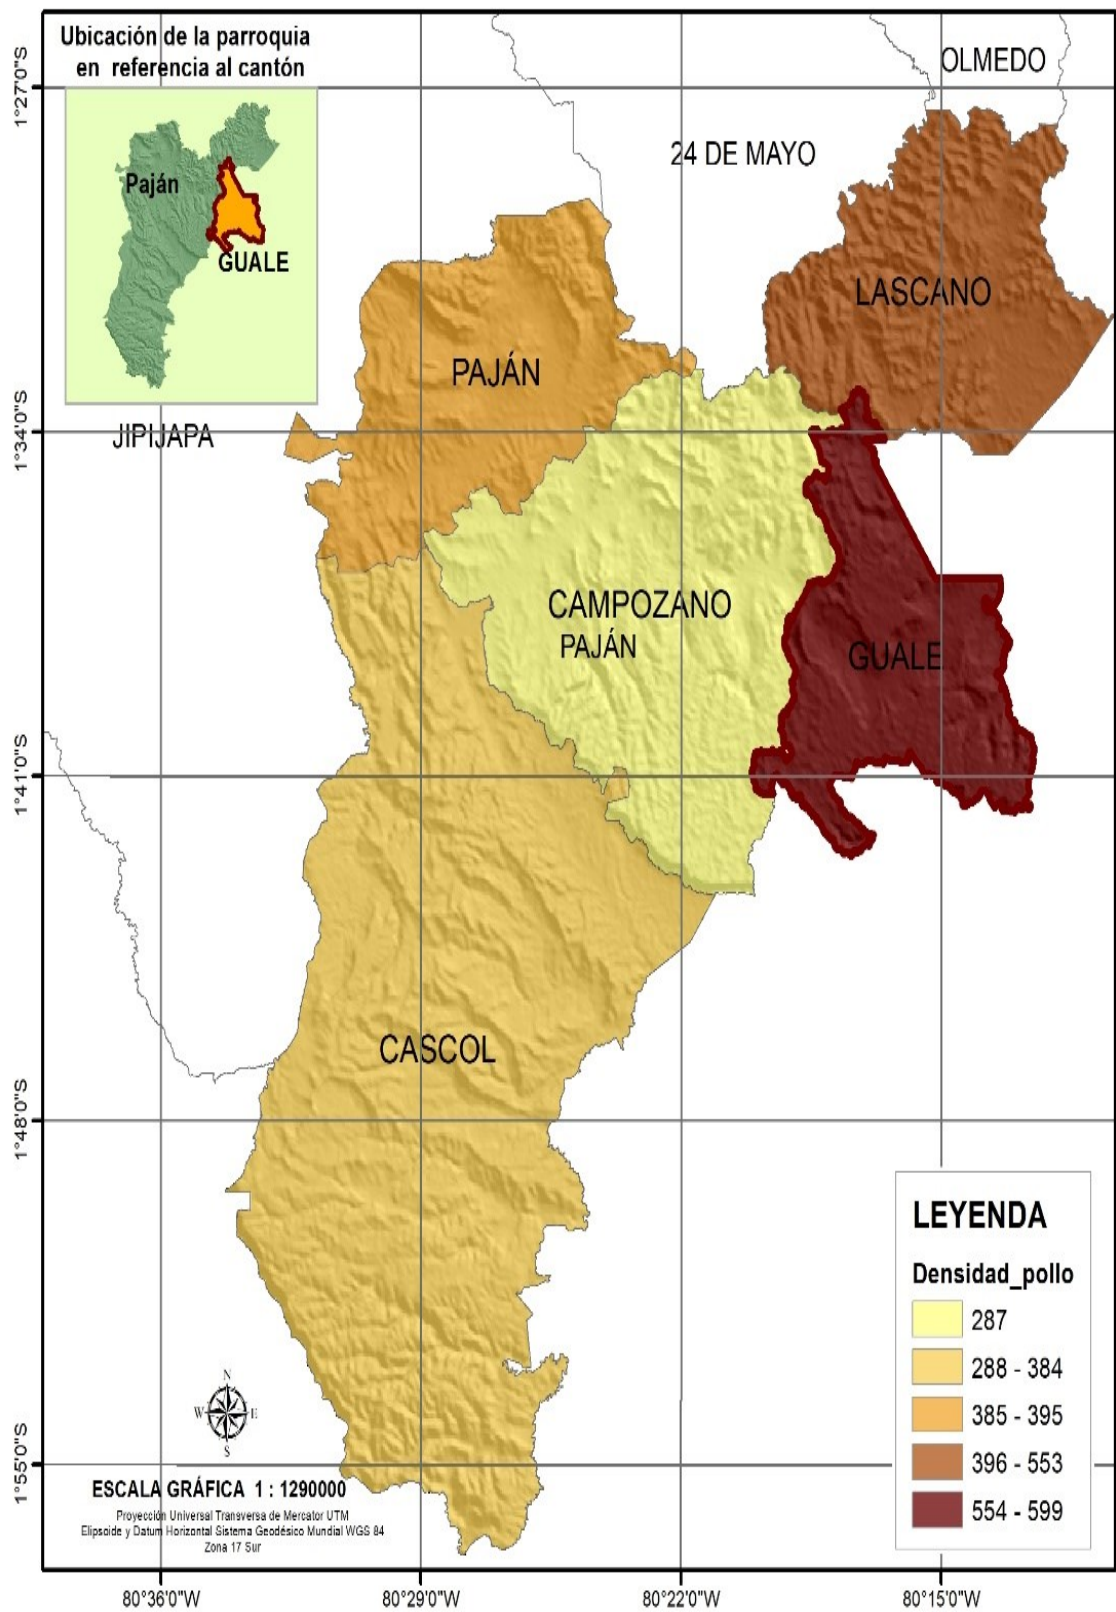 Ubicación de la parroquia
en referencia al cantón
Paján
GUALE
OLMEDO
24 DE MAYO
LASCANO
PAJÁN
JIPIJAPA
CAMPOZANO
PAJÁN
GUALE
CASCOL
1°27'0"S
1°34'0"S
1°41'0"S
1°48'0"S
1°55'0"S
LEYENDA
Densidad_pollo
287
288 - 384
385 - 395
396 - 553
554 - 599
N
W E
S
ESCALA GRÁFICA 1 : 1290000
Proyección Universal Transversa de Mercator UTM
Elipsoide y Datum Horizontal Sistema Geodésico Mundial WGS 84
Zona 17 Sur
80°36'0"W 80°29'0"W 80°22'0"W 80°15'0"W